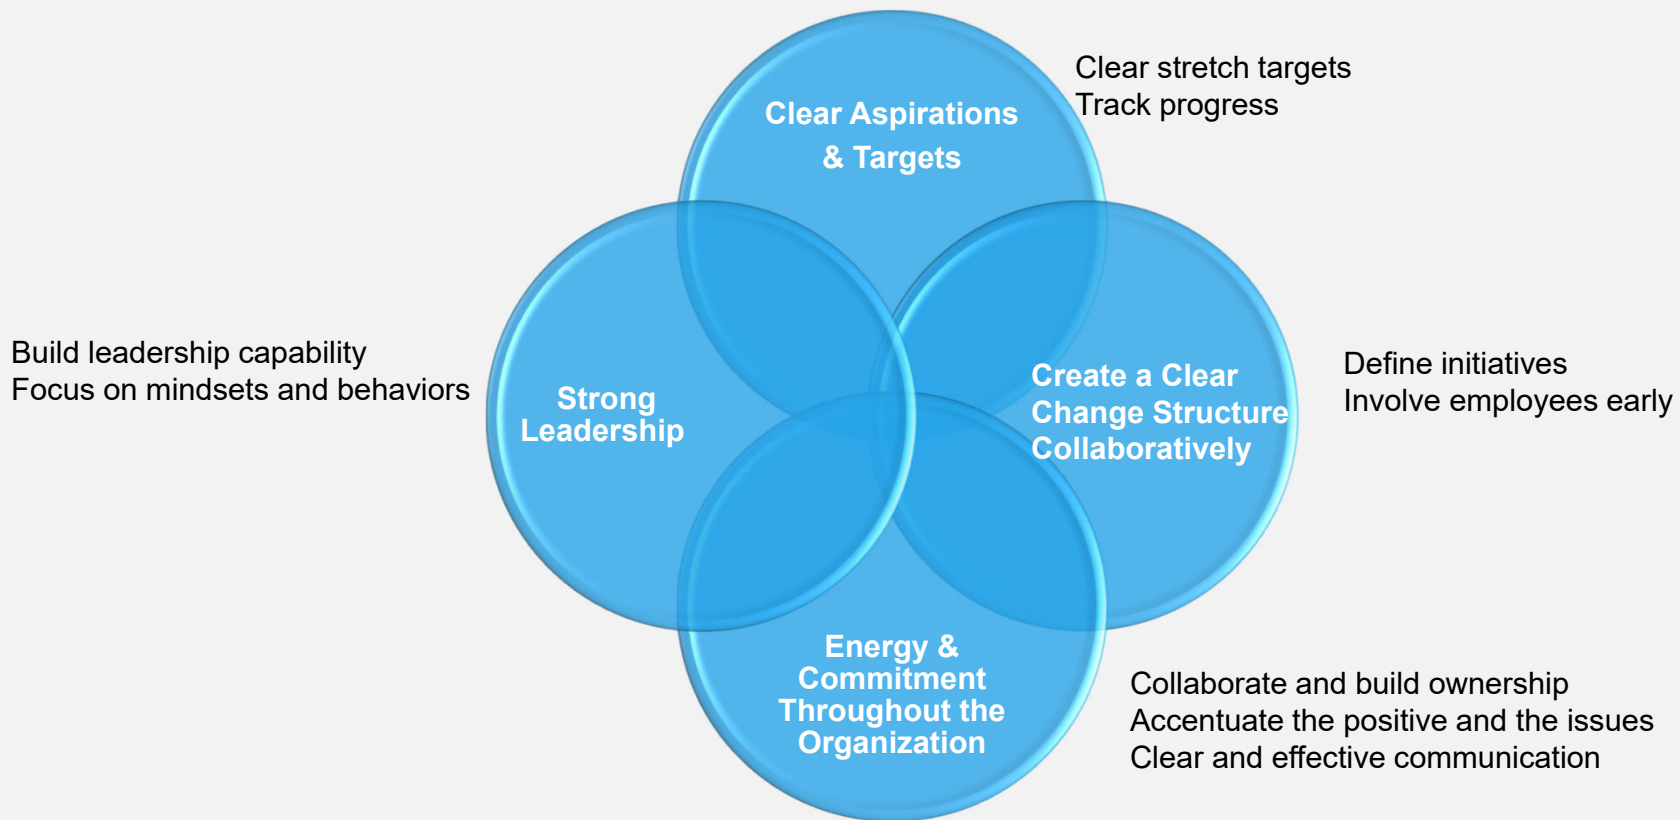 Clear stretch targets
Track progress
Clear Aspirations
& Targets
Build leadership capability
Focus on mindsets and behaviors
Strong
Leadership
Create a Clear
Change Structure
Collaboratively
Define initiatives
Involve employees early
Energy &
Commitment
Throughout the
Organization
Collaborate and build ownership
Accentuate the positive and the issues
Clear and effective communication